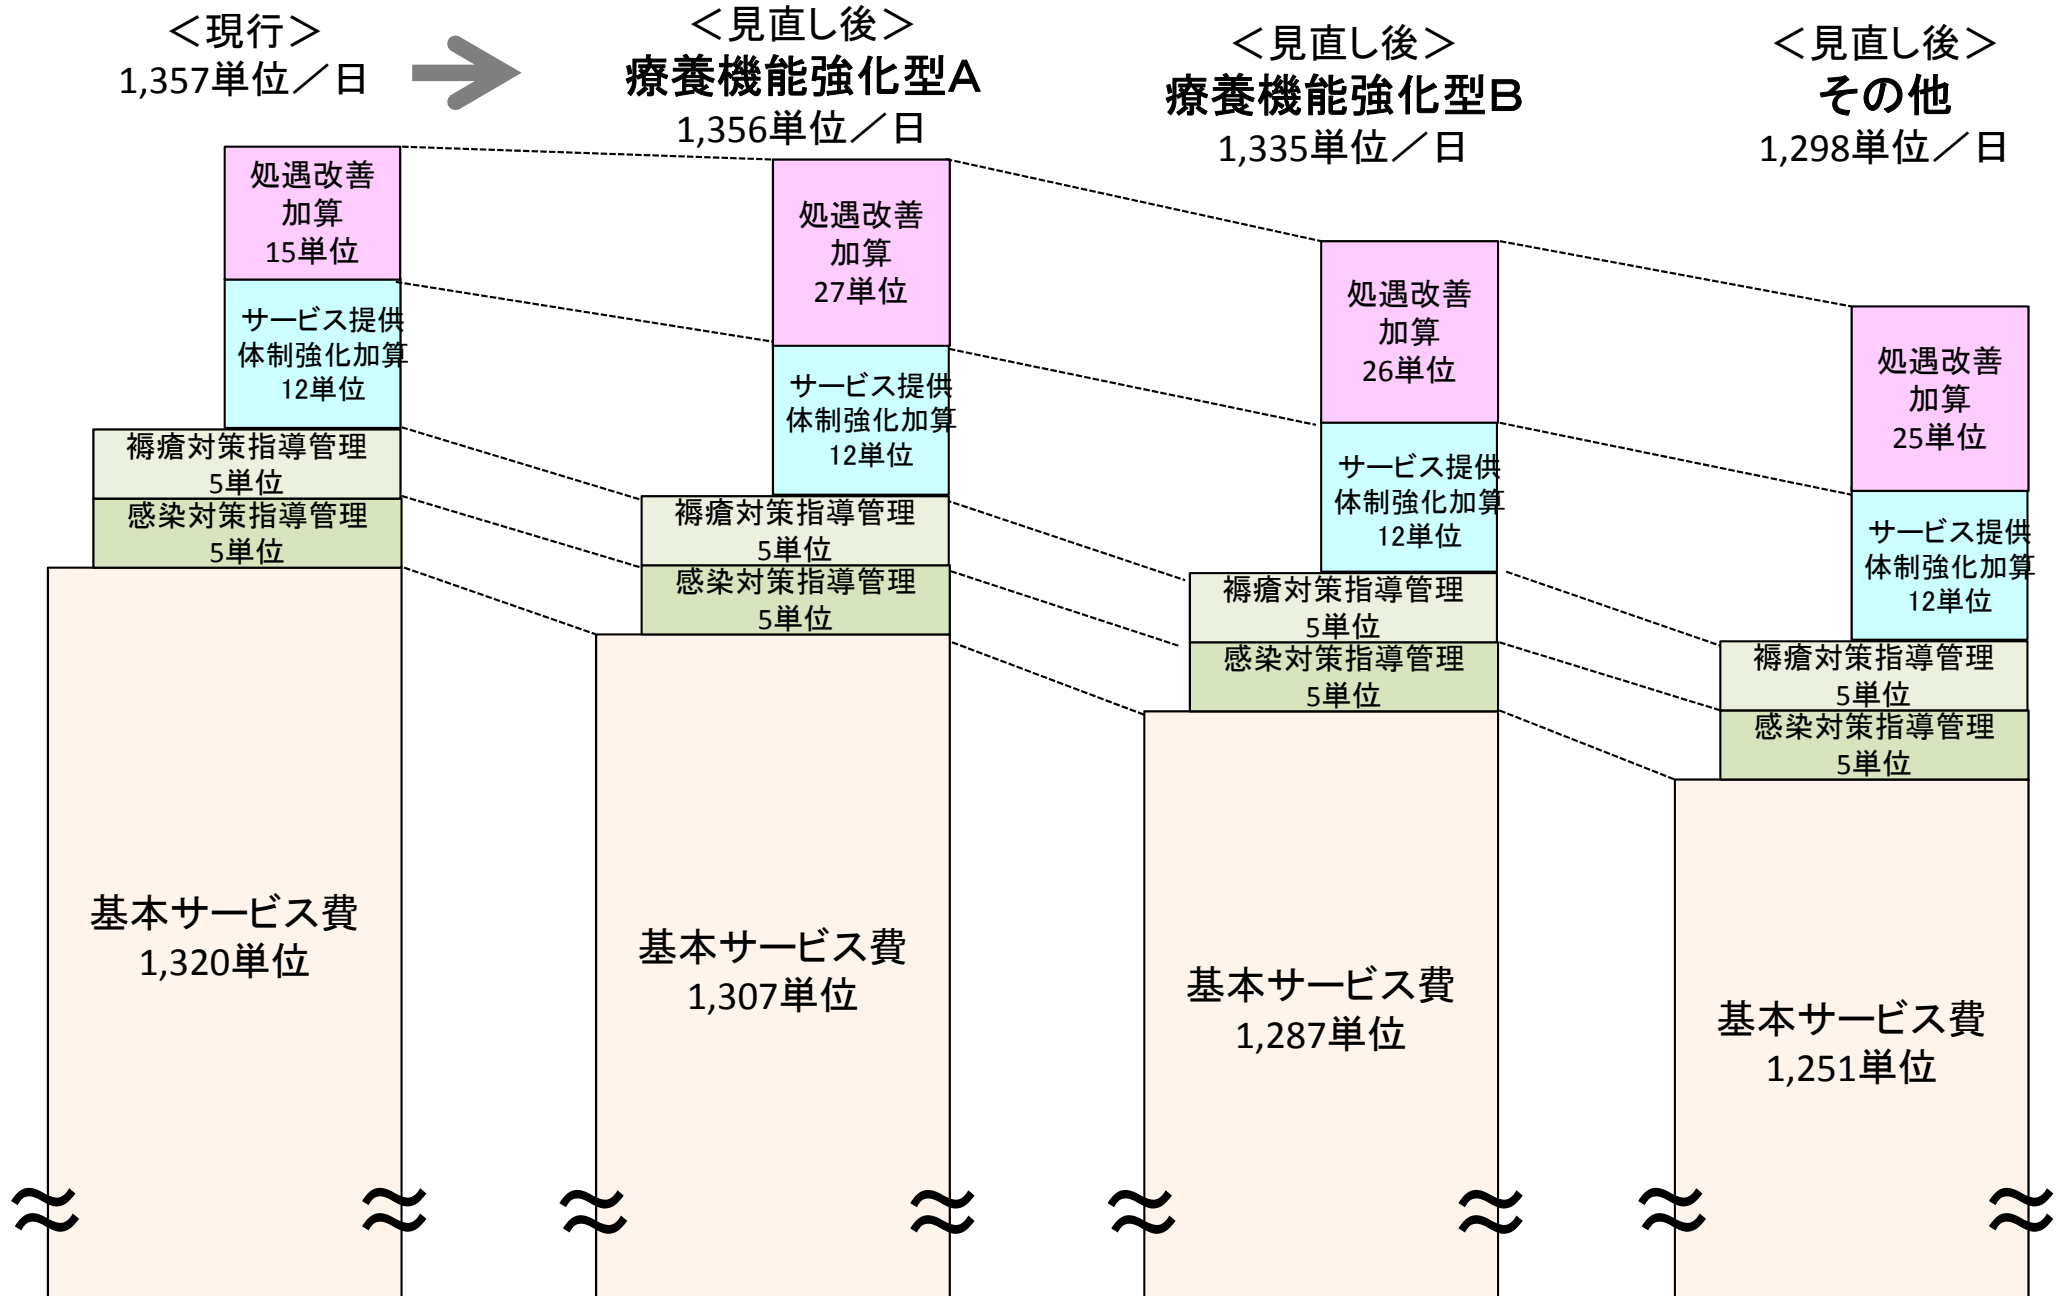 ＜現行＞
1,357単位／日
処遇改善
加算
15単位
サービス提供
体制強化加算
12単位
褥瘡対策指導管理
5単位
感染対策指導管理
5単位
基本サービス費
1,320単位
＜見直し後＞
療養機能強化型A
1,356単位／日
処遇改善
加算
27単位
サービス提供
体制強化加算
12単位
褥瘡対策指導管理
5単位
感染対策指導管理
5単位
基本サービス費
1,307単位
＜見直し後＞
療養機能強化型B
1,335単位／日
処遇改善
加算
26単位
サービス提供
体制強化加算
12単位
褥瘡対策指導管理
5単位
感染対策指導管理
5単位
基本サービス費
1,287単位
＜見直し後＞
その他
1,298単位／日
処遇改善
加算
25単位
サービス提供
体制強化加算
12単位
褥瘡対策指導管理
5単位
感染対策指導管理
5単位
基本サービス費
1,251単位